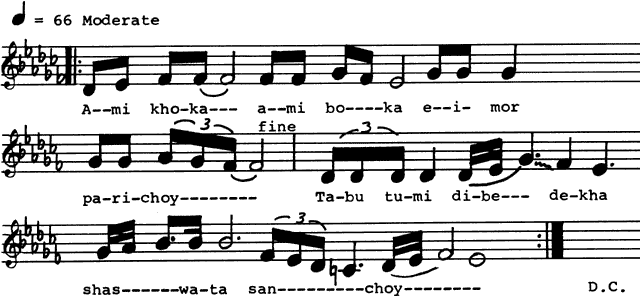 ♩ = 66 Moderate
A--mi kho-ka--- a--mi bo----ka e--i- mor
3
fine
3
pa-ri-choy-------- Ta-bu tu-mi di-be--- de-kha
3
shas------wa-ta san----------choy-------- D.C.